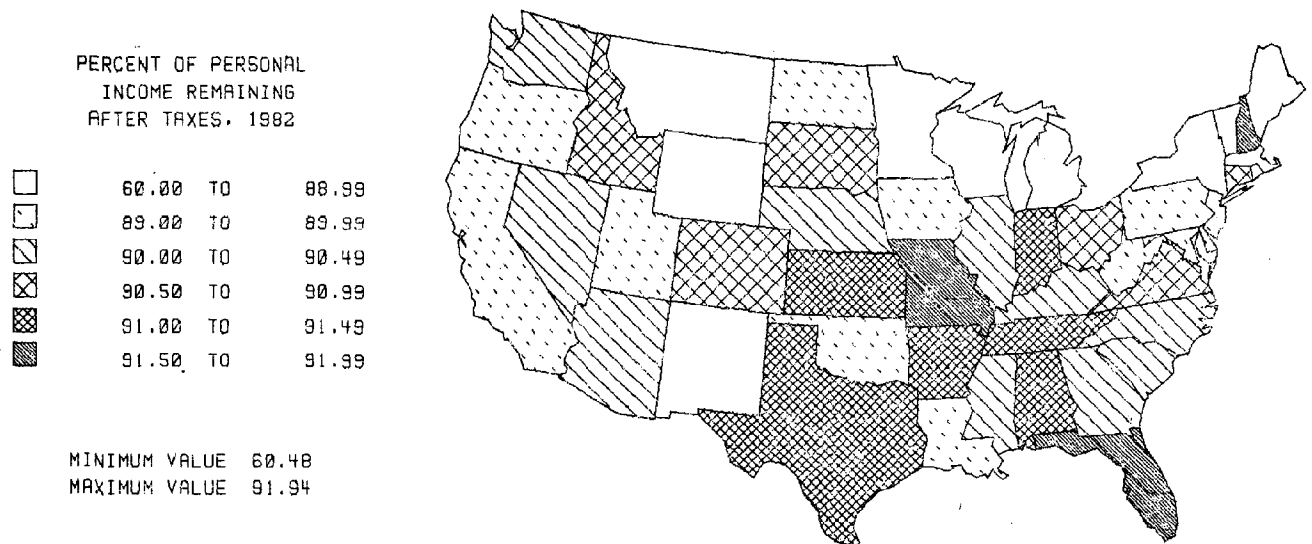 PERCENT OF PERSONAL
INCOME REMAINING
AFTER TAXES, 1982
60.00 TO 88.99
89.00 TO 89.99
90.00 TO 90.49
90.50 TO 90.99
91.00 TO 91.49
91.50 TO 91.99
MINIMUM VALUE 60.48
MAXIMUM VALUE 91.94